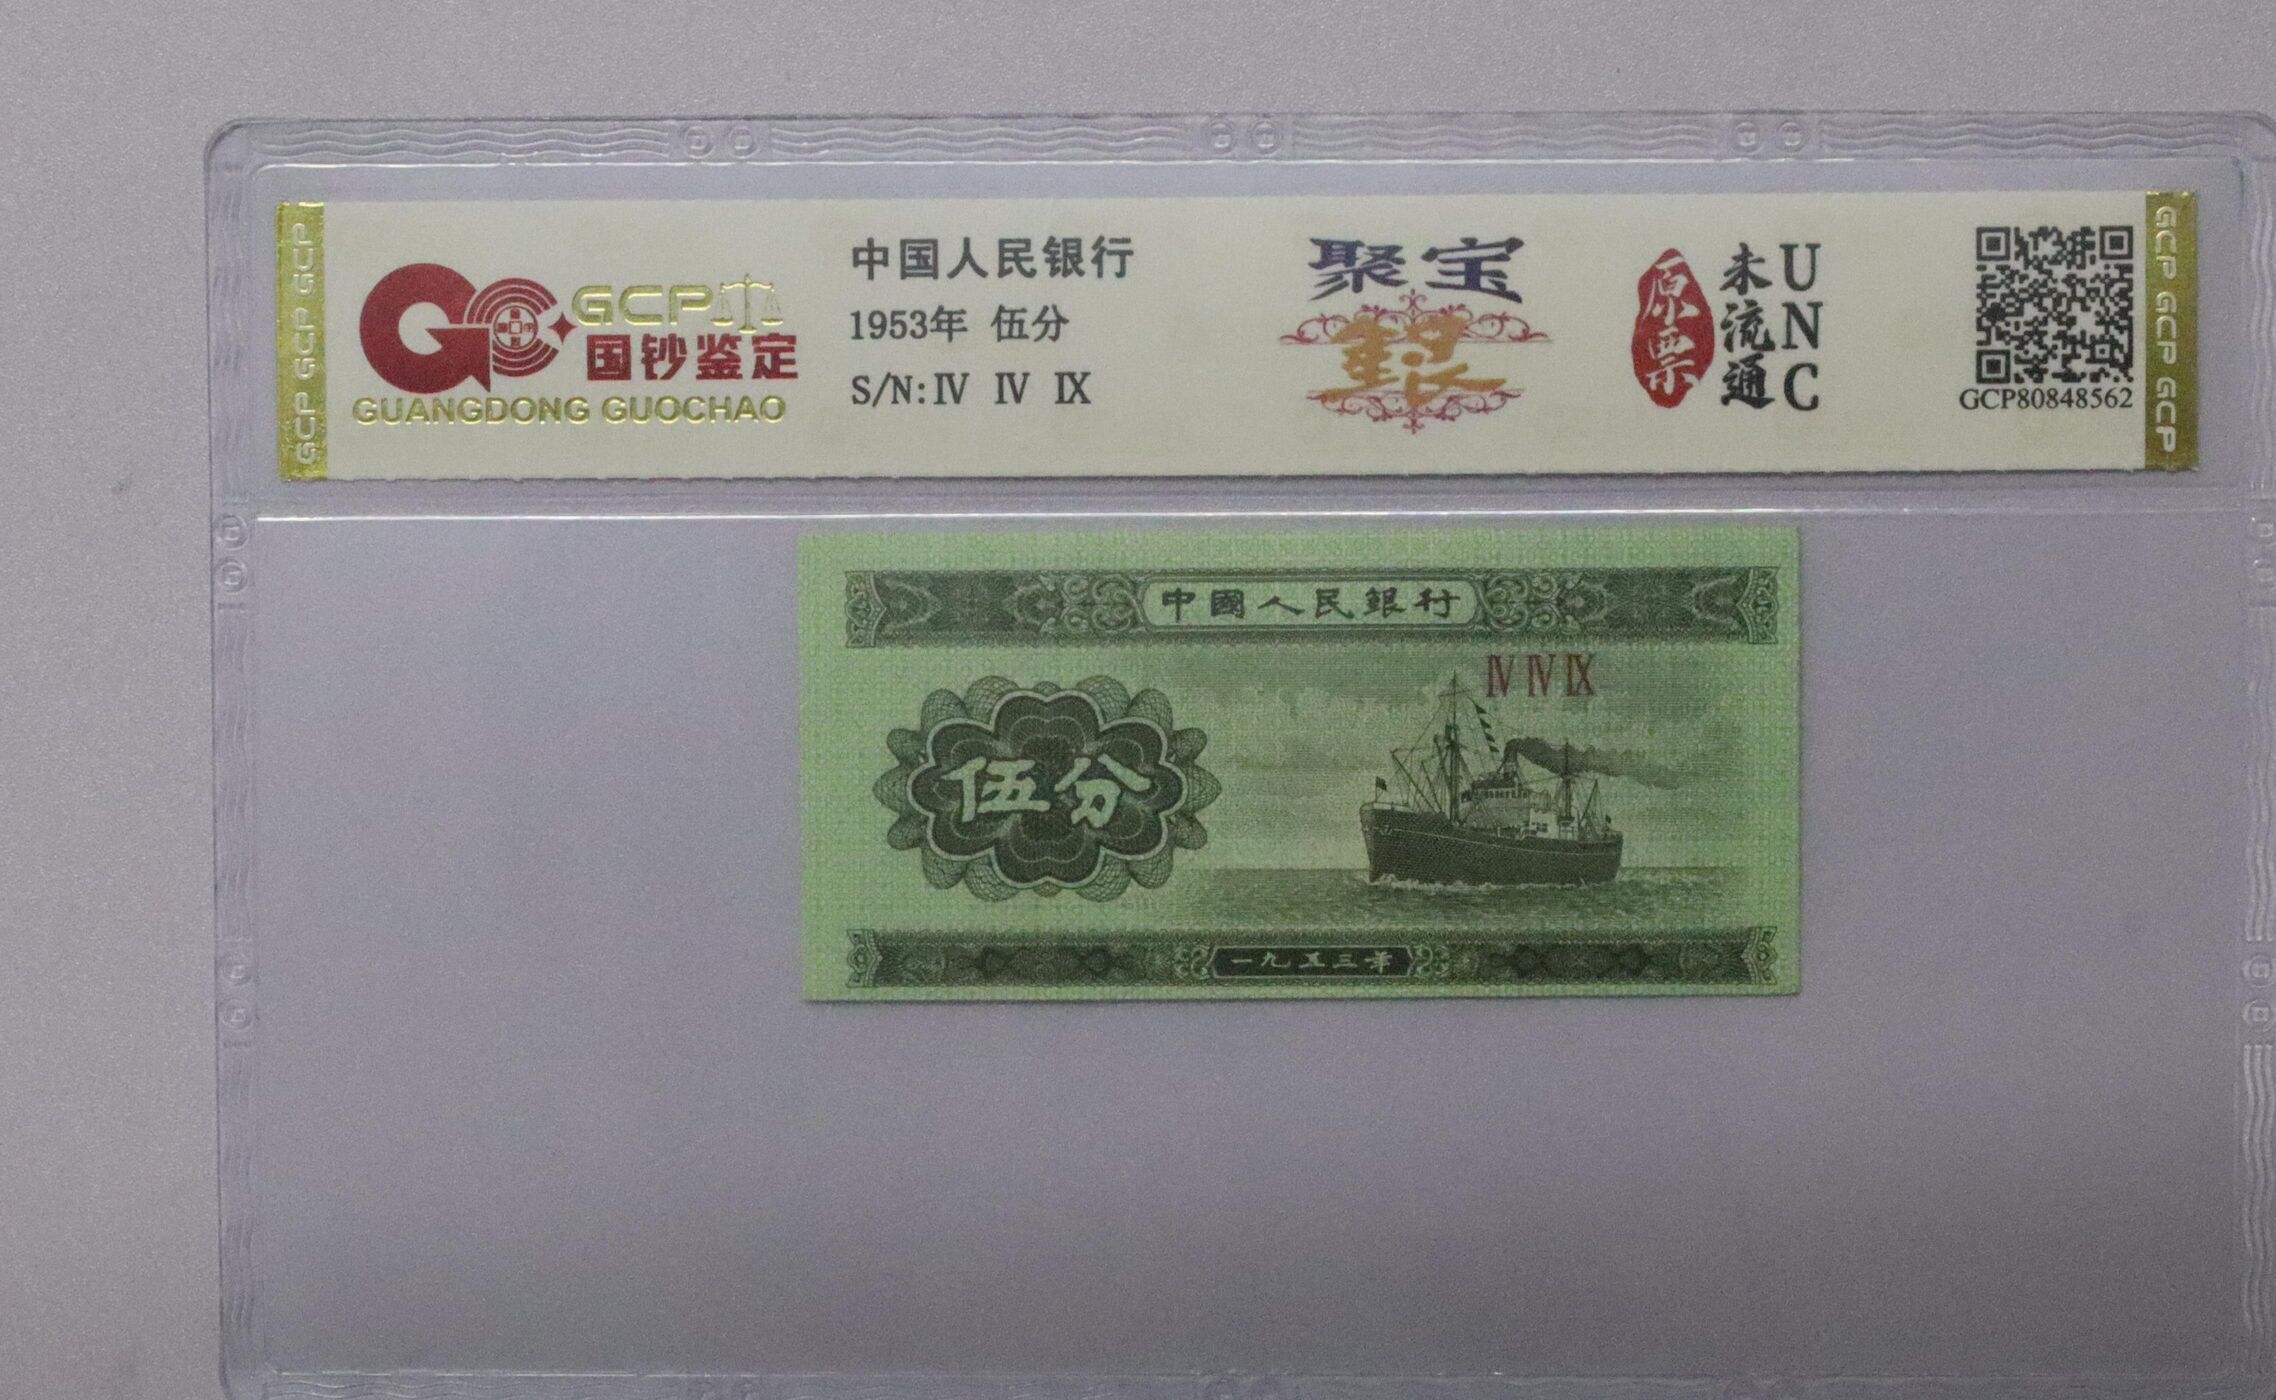 GCP GCP GCP
GCP
国钞鉴定
GUANGDONG GUOCHAO
中国人民银行
1953年 伍分
S/N: Ⅳ Ⅳ Ⅸ
聚宝
银
原票
未流通
UNC
GCP80848562
GCP GCP GCP
中國人民銀行
Ⅳ Ⅳ Ⅸ
伍分
一九五三年